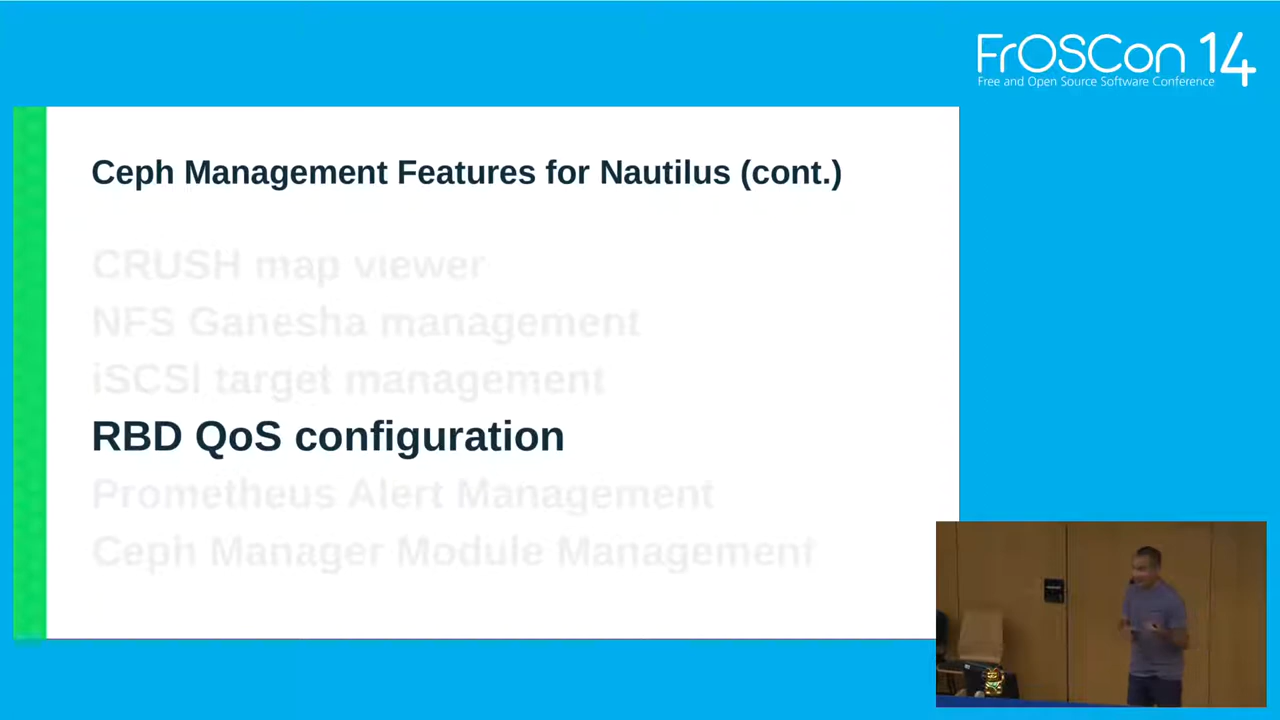 FrOSCon 14
Free and Open Source Software Conference
Ceph Management Features for Nautilus (cont.)
CRUSH map viewer
NFS Ganesha management
iSCSI target management
RBD QoS configuration
Prometheus Alert Management
Ceph Manager Module Management